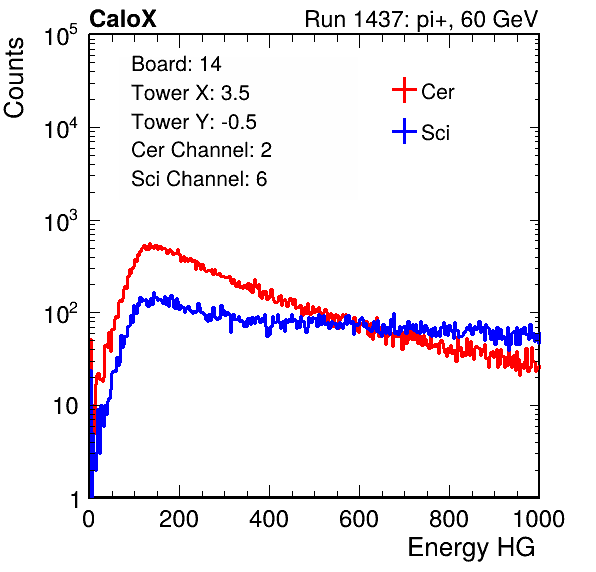 CaloX Run 1437: pi+, 60 GeV
Counts
Board: 14
Tower X: 3.5
Tower Y: -0.5
Cer Channel: 2
Sci Channel: 6
Cer
Sci
10^5
10^4
10^3
10^2
10
1
0 200 400 600 800 1000
Energy HG